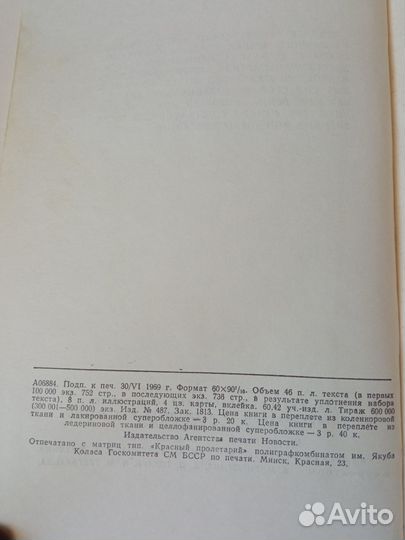 А06884. Подп. к печ. 30/VI 1969 г. Формат 60×90¹/₁₆. Объем 46 п. л. текста (в первых
100 000 экз. 752 стр., в последующих экз. 736 стр., в результате уплотнения набора
текста), 8 п. л. иллюстраций, 4 цв. карты, вклейка. 60,42 уч.-изд. л. Тираж 600 000
(300 001—500 000) экз. Изд. № 487. Зак. 1813. Цена книги в переплете из коленкоровой
ткани и лакированной суперобложке — 3 р. 20 к. Цена книги в переплёте из
ледериновой ткани и целлофанированной суперобложке — 3 р. 40 к.
Издательство Агентства печати Новости.
Отпечатано с матриц тип. «Красный пролетарий» полиграфкомбинатом им. Якуба
Коласа Госкомитета СМ БССР по печати. Минск, Красная, 23.
Avito